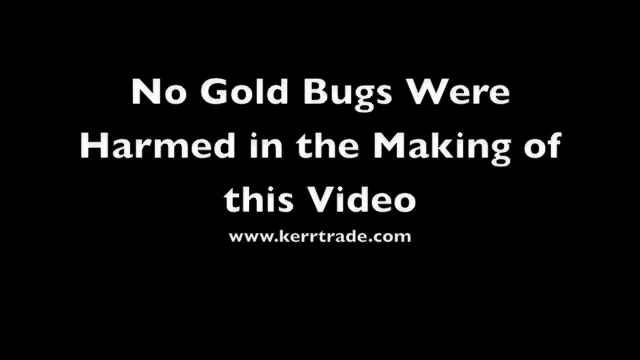 No Gold Bugs Were
Harmed in the Making of
this Video
www.kerrtrade.com